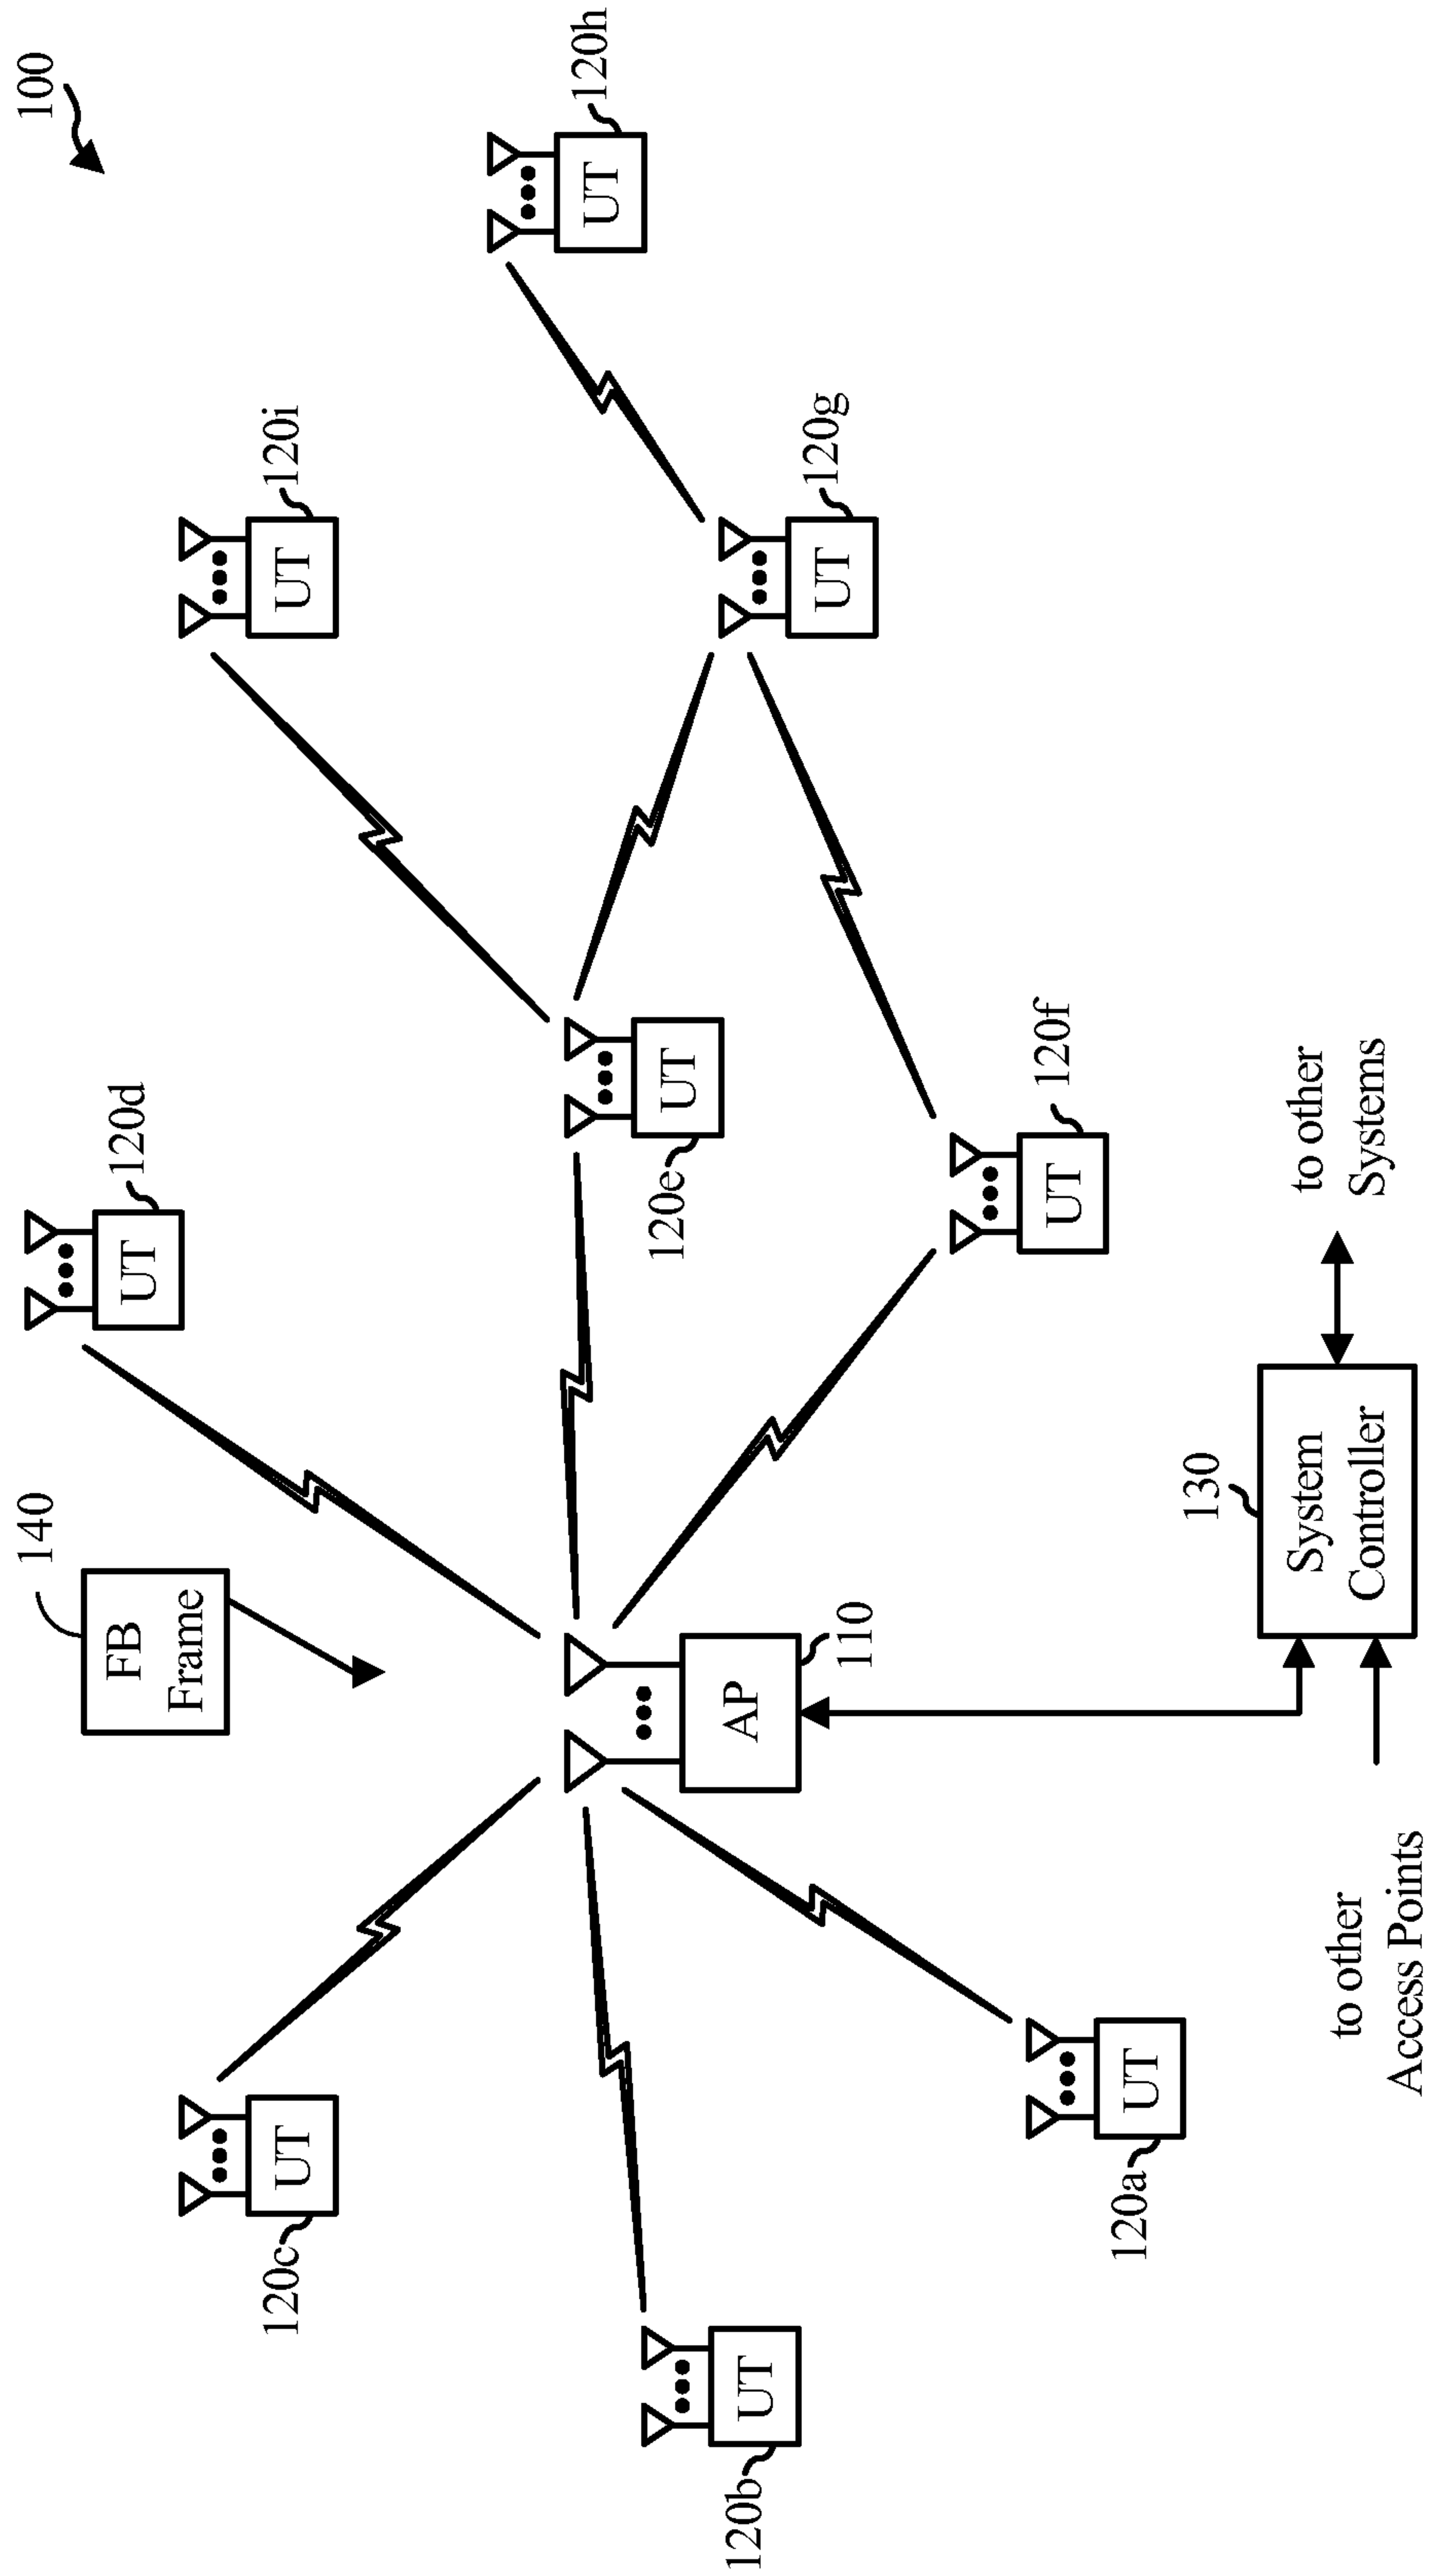 100
120d
UT
140
FB
Frame
120i
UT
120c
UT
120h
UT
120e
UT
120g
UT
AP
110
120b
UT
120f
UT
120a
UT
130
System
Controller
to other
Systems
to other
Access Points